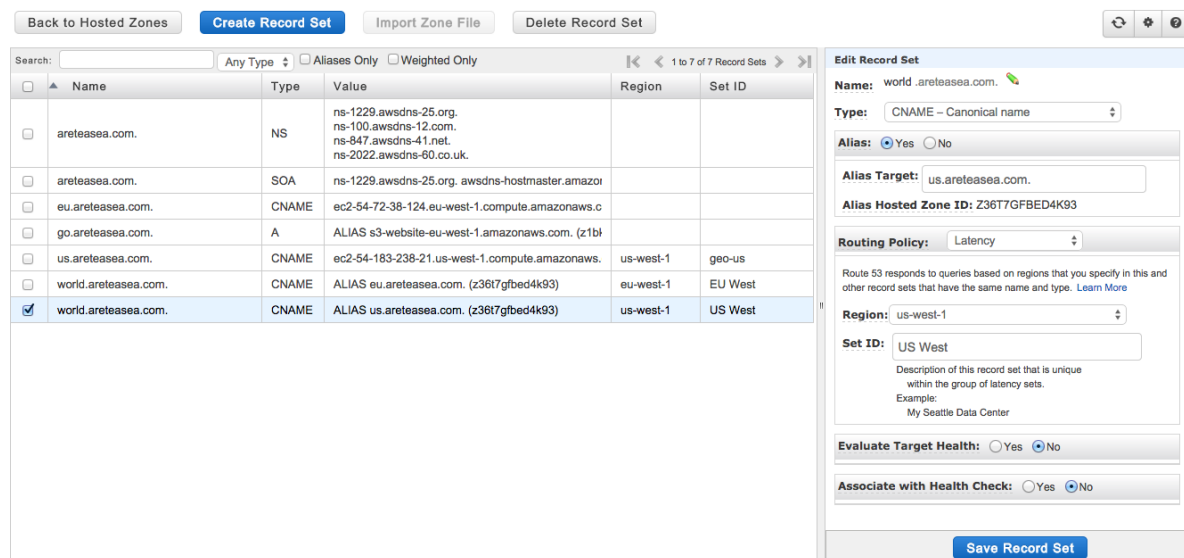 Back to Hosted Zones Create Record Set Import Zone File Delete Record Set
Search: Any Type Aliases Only Weighted Only 1 to 7 of 7 Record Sets
Name Type Value Region Set ID
areteasea.com. NS
ns-1229.awsdns-25.org.
ns-100.awsdns-12.com.
ns-847.awsdns-41.net.
ns-2022.awsdns-60.co.uk.
areteasea.com. SOA ns-1229.awsdns-25.org. awsdns-hostmaster.amazon
eu.areteasea.com. CNAME ec2-54-72-38-124.eu-west-1.compute.amazonaws.c
go.areteasea.com. A ALIAS s3-website-eu-west-1.amazonaws.com. (z1bk
us.areteasea.com. CNAME ec2-54-183-238-21.us-west-1.compute.amazonaws. us-west-1 geo-us
world.areteasea.com. CNAME ALIAS eu.areteasea.com. (z36t7gfbed4k93) eu-west-1 EU West
world.areteasea.com. CNAME ALIAS us.areteasea.com. (z36t7gfbed4k93) us-west-1 US West
Edit Record Set
Name: world .areteasea.com.
Type: CNAME – Canonical name
Alias: Yes No
Alias Target: us.areteasea.com.
Alias Hosted Zone ID: Z36T7GFBED4K93
Routing Policy: Latency
Route 53 responds to queries based on regions that you specify in this and
other record sets that have the same name and type. Learn More
Region: us-west-1
Set ID: US West
Description of this record set that is unique
within the group of latency sets.
Example:
My Seattle Data Center
Evaluate Target Health: Yes No
Associate with Health Check: Yes No
Save Record Set